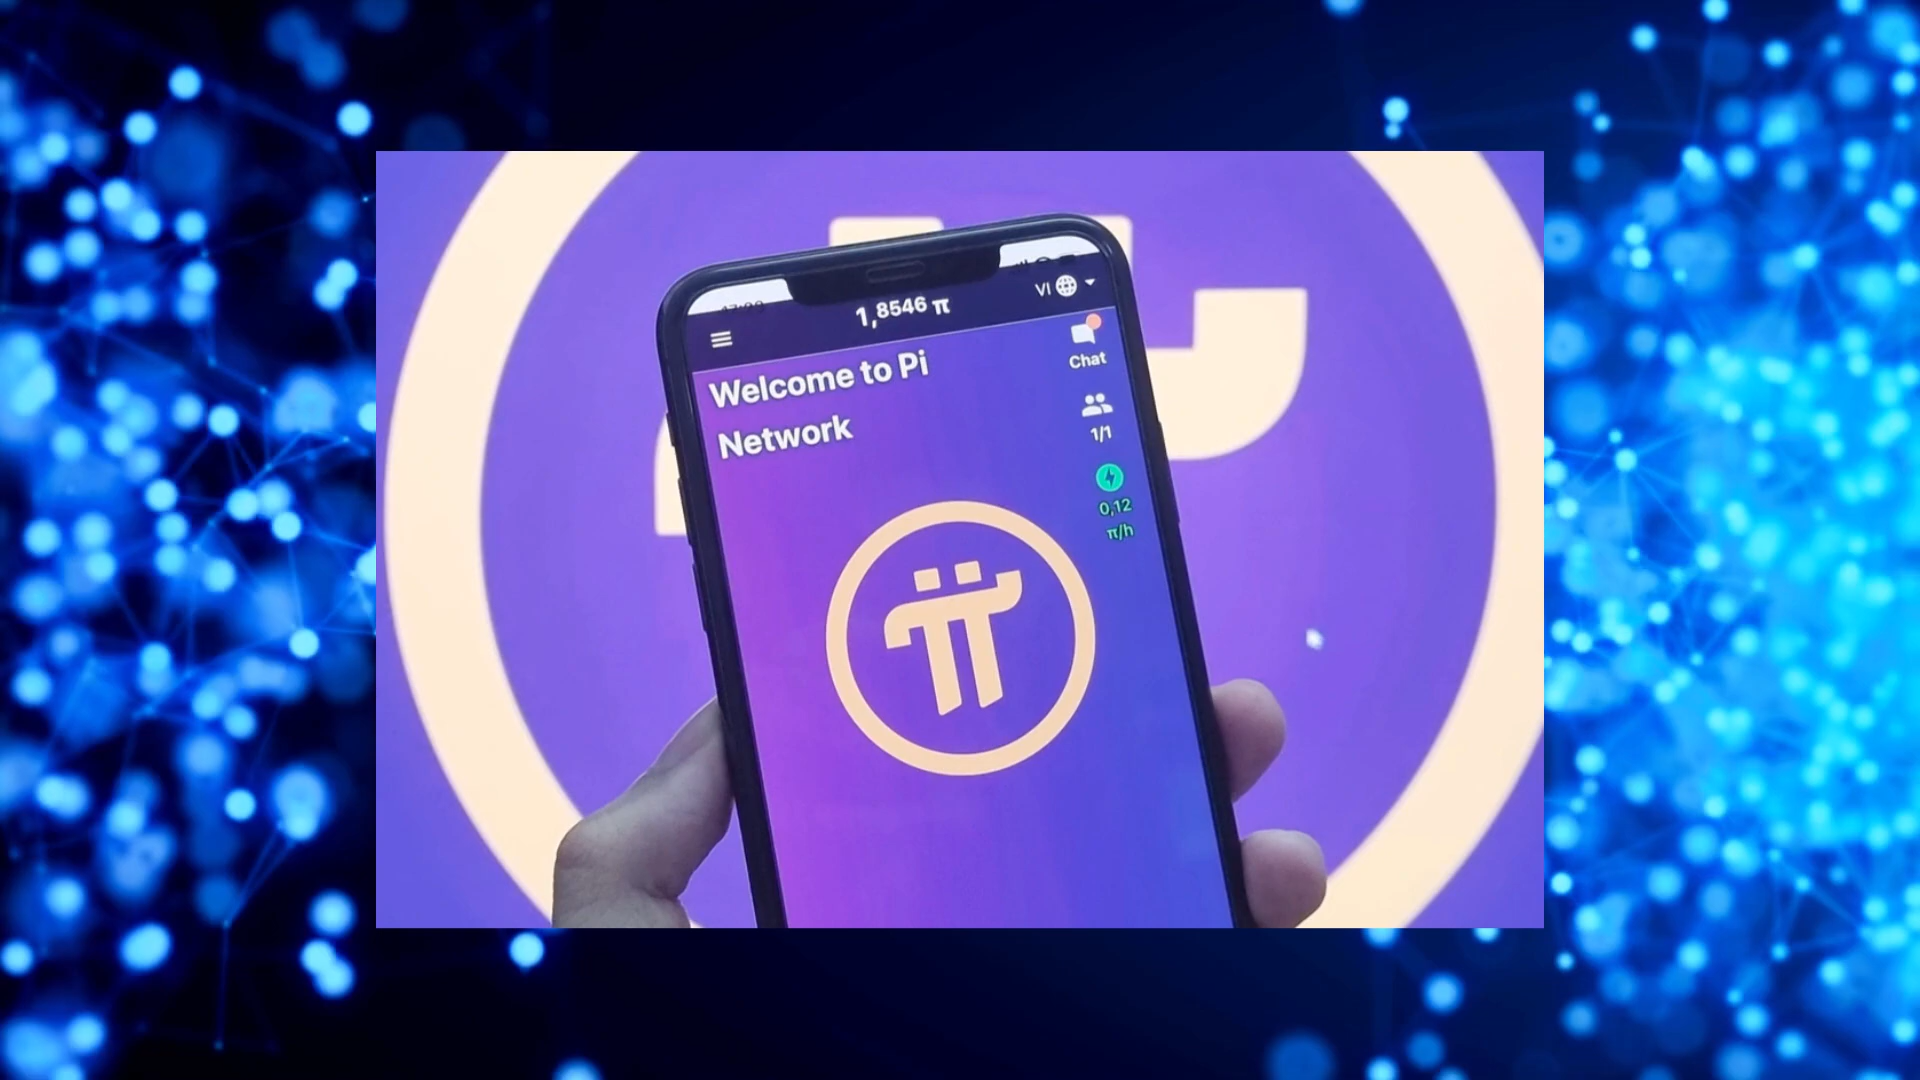 1,8546 π
VI
Welcome to Pi
Network
Chat
1/1
0,12
π/h